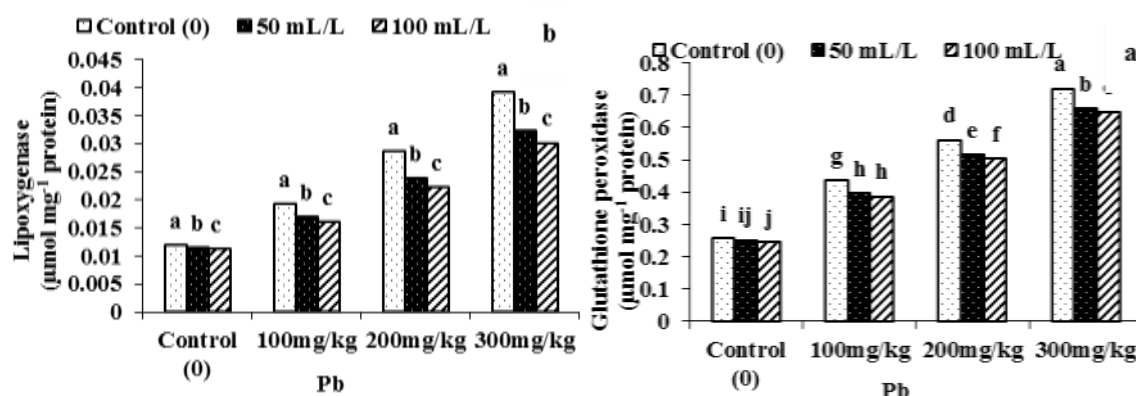 Control (0) 50 mL/L 100 mL/L b
Lipoxygenase
(µmol mg-1 protein)
0.045
0.04
0.035
0.03
0.025
0.02
0.015
0.01
0.005
0
a b c
a b c
a b c
a b c
Control
(0)
100mg/kg 200mg/kg 300mg/kg
Pb
Control (0) 50 mL/L 100 mL/L a
Glutathione peroxidase
(µmol mg-1 protein)
0.8
0.7
0.6
0.5
0.4
0.3
0.2
0.1
0
i ij j
g h h
d e f
a b
Control
(0)
100mg/kg 200mg/kg 300mg/kg
Pb